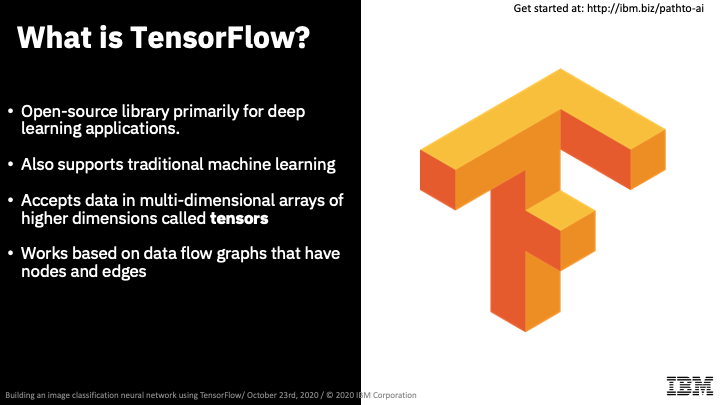 Get started at: http://ibm.biz/pathto-ai
What is TensorFlow?
• Open-source library primarily for deep
learning applications.
• Also supports traditional machine learning
• Accepts data in multi-dimensional arrays of
higher dimensions called tensors
• Works based on data flow graphs that have
nodes and edges
Building an image classification neural network using TensorFlow/ October 23rd, 2020 / © 2020 IBM Corporation
IBM